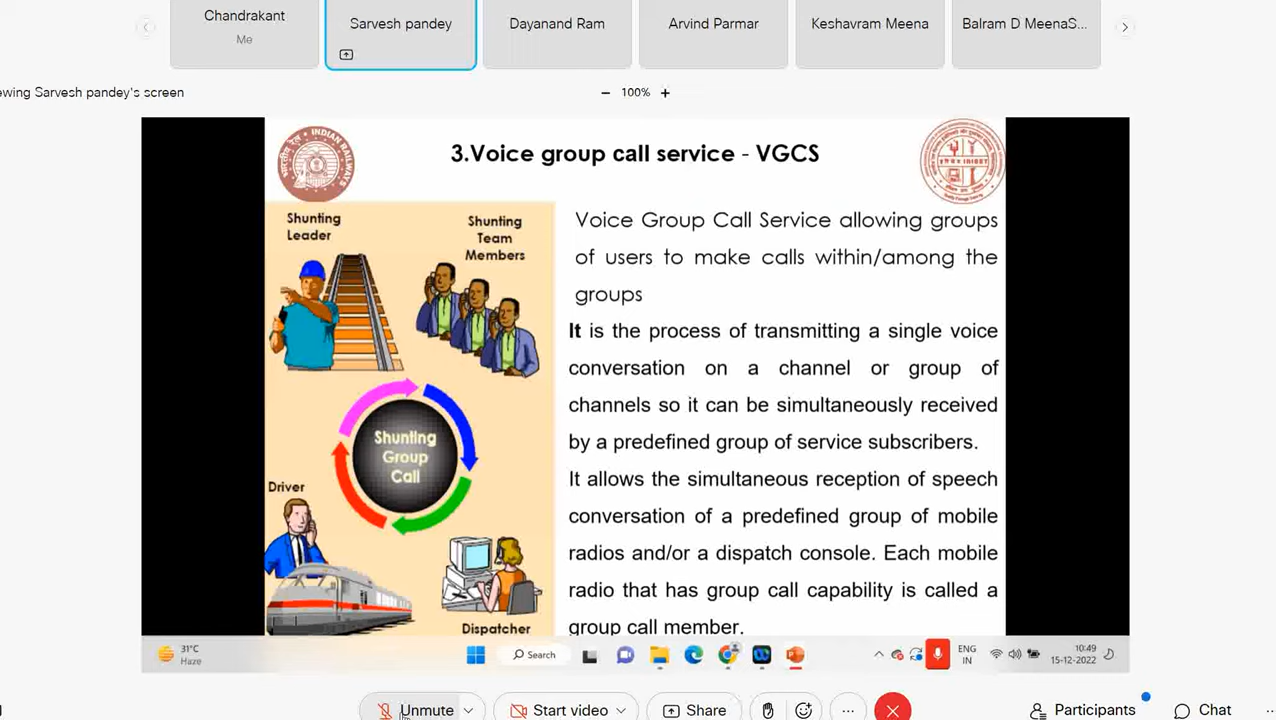 Chandrakant
Me
Sarvesh pandey
Dayanand Ram
Arvind Parmar
Keshavram Meena
Balram D MeenaS...
ewing Sarvesh pandey's screen
100%
INDIAN RAILWAYS
3.Voice group call service - VGCS
Shunting
Leader
Shunting
Team
Members
Voice Group Call Service allowing groups
of users to make calls within/among the
groups
It is the process of transmitting a single voice
conversation on a channel or group of
channels so it can be simultaneously received
by a predefined group of service subscribers.
It allows the simultaneous reception of speech
conversation of a predefined group of mobile
radios and/or a dispatch console. Each mobile
radio that has group call capability is called a
group call member.
Shunting
Group
Call
Driver
Dispatcher
31°C
Haze
Search
ENG
IN
10:49
15-12-2022
Unmute
Start video
Share
Participants
Chat